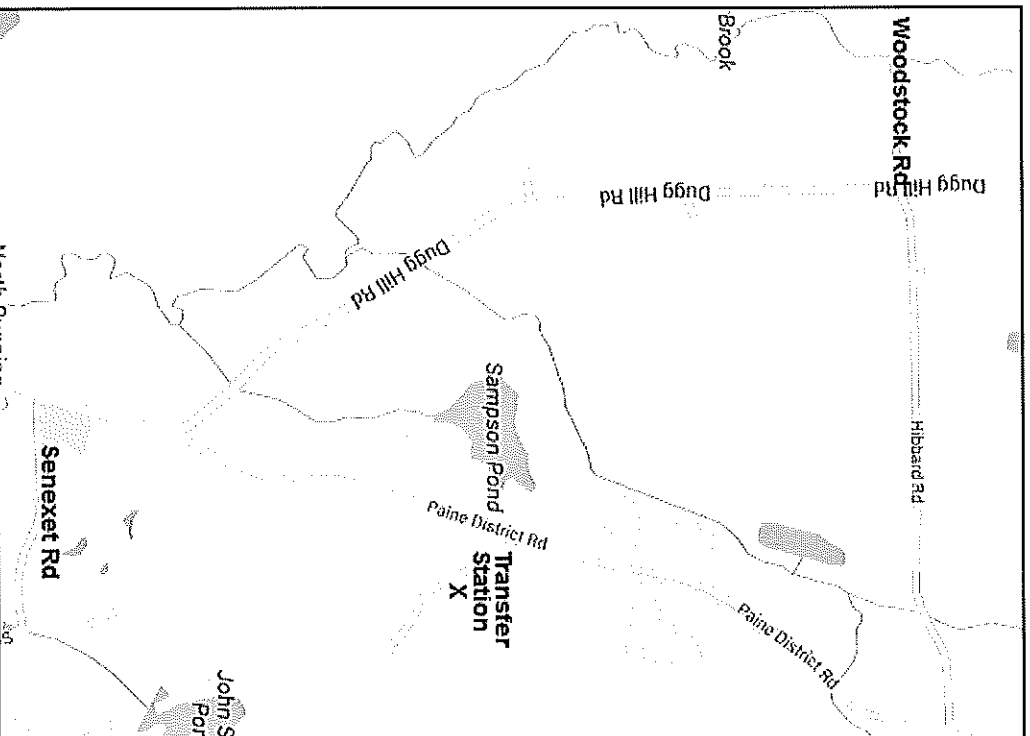 Woodstock Rd
Dugg Hill Rd
Hibbard Rd
Brook
Dugg Hill Rd
Dugg Hill Rd
Paine District Rd
Transfer
Station
X
Paine District Rd
Sampson Pond
John S
Senexet Rd